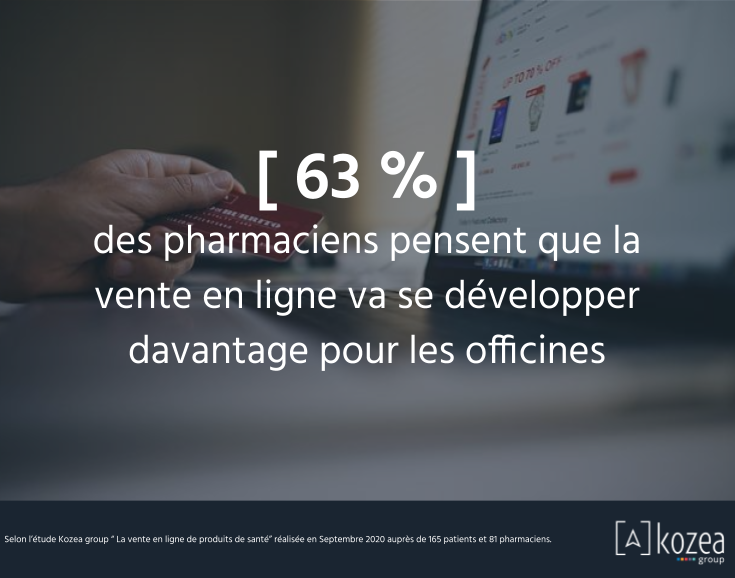 UP TO 70 % OFF
[ 63 % ]
BURRITO
des pharmaciens pensent que la
vente en ligne va se développer
davantage pour les officines
Selon l'étude Kozea group " La vente en ligne de produits de santé" réalisée en Septembre 2020 auprès de 165 patients et 81 pharmaciens.
[A] kozea
group